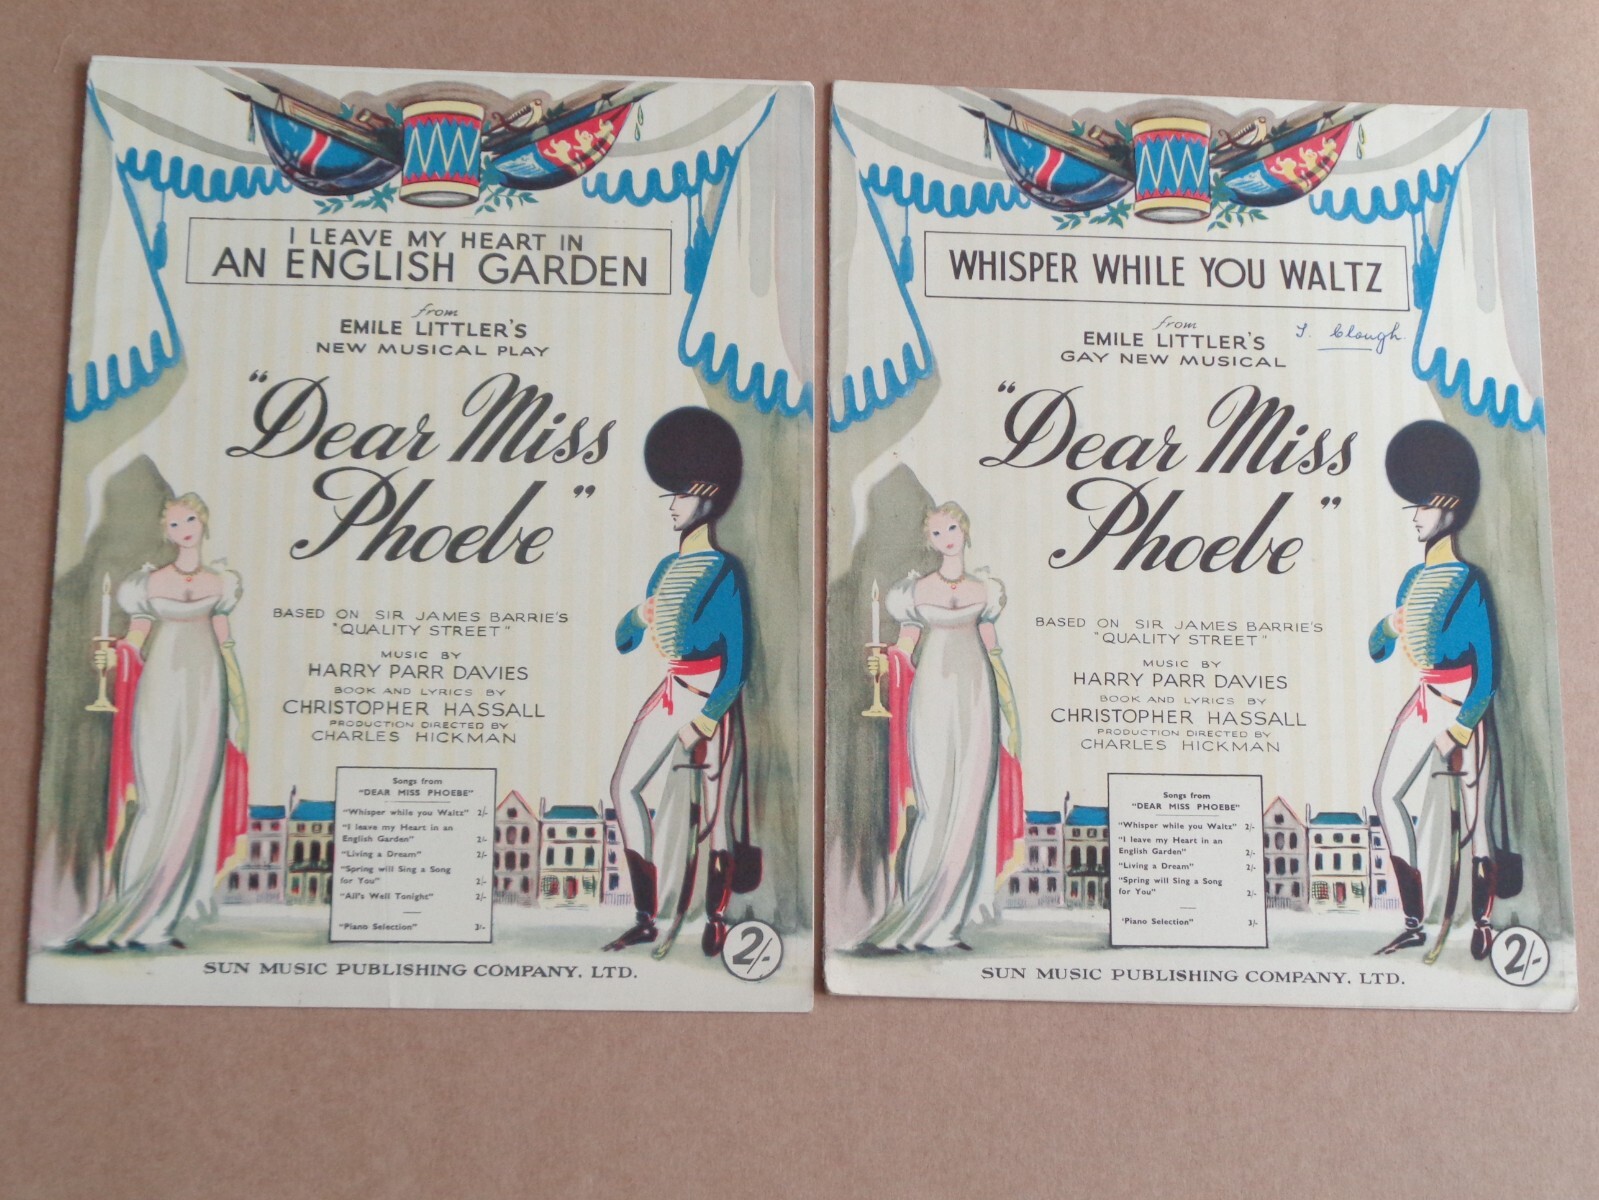 I LEAVE MY HEART IN
AN ENGLISH GARDEN
from
EMILE LITTLER'S
NEW MUSICAL PLAY
"Dear Miss
Phoebe"
BASED ON SIR JAMES BARRIE'S
"QUALITY STREET"
MUSIC BY
HARRY PARR DAVIES
BOOK AND LYRICS BY
CHRISTOPHER HASSALL
PRODUCTION DIRECTED BY
CHARLES HICKMAN
Songs from
"DEAR MISS PHOEBE"
"Whisper while you Waltz" 2/-
"I leave my Heart in an
English Garden" 2/-
"Living a Dream" 2/-
"Spring will Sing a Song
for You" 2/-
"All's Well Tonight" 2/-
"Piano Selection" 3/-
2/-
SUN MUSIC PUBLISHING COMPANY. LTD.
WHISPER WHILE YOU WALTZ
from
EMILE LITTLER'S
GAY NEW MUSICAL
Clough.
"Dear Miss
Phoebe"
BASED ON SIR JAMES BARRIE'S
"QUALITY STREET"
MUSIC BY
HARRY PARR DAVIES
BOOK AND LYRICS BY
CHRISTOPHER HASSALL
PRODUCTION DIRECTED BY
CHARLES HICKMAN
Songs from
"DEAR MISS PHOEBE"
"Whisper while you Waltz" 2/-
"I leave my Heart in an
English Garden" 2/-
"Living a Dream" 2/-
"Spring will Sing a Song
for You" 2/-
'Piano Selection" 3/-
2/-
SUN MUSIC PUBLISHING COMPANY. LTD.